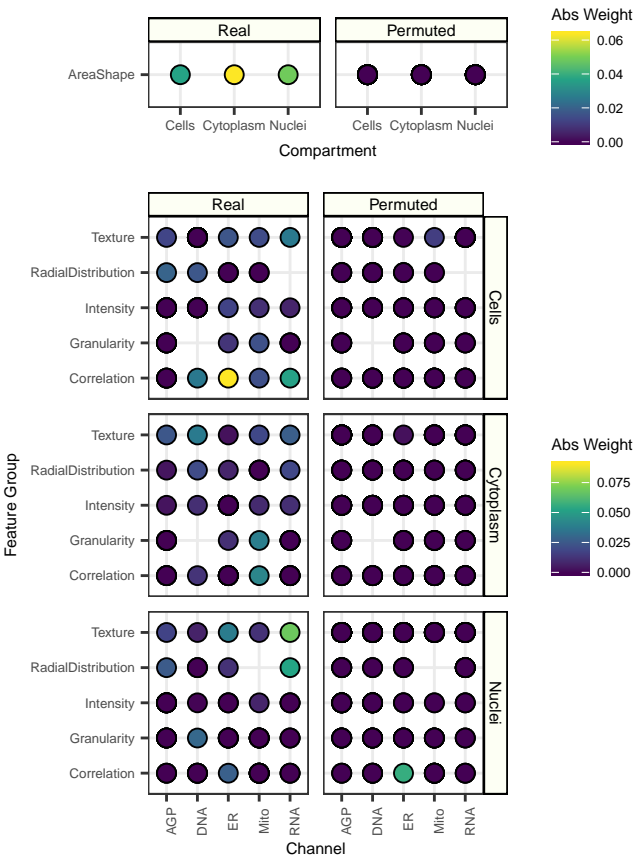 Real Permuted
AreaShape
Cells Cytoplasm Nuclei Cells Cytoplasm Nuclei
Compartment
Abs Weight
0.06
0.04
0.02
0.00
Real Permuted
Feature Group
Texture
RadialDistribution
Intensity
Granularity
Correlation
Cells
Texture
RadialDistribution
Intensity
Granularity
Correlation
Cytoplasm
Texture
RadialDistribution
Intensity
Granularity
Correlation
Nuclei
AGP DNA ER Mito RNA AGP DNA ER Mito RNA
Channel
Abs Weight
0.075
0.050
0.025
0.000